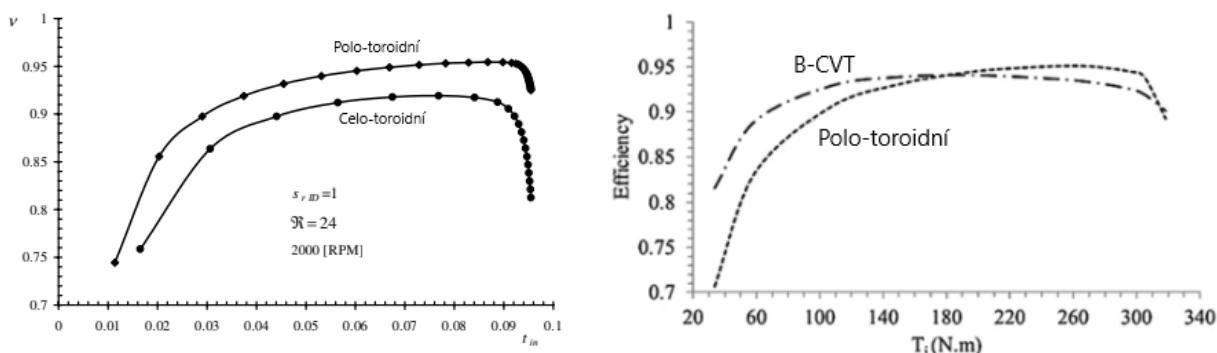 ν
1
0.95
0.9
0.85
0.8
0.75
0.7
Polo-toroidní
Celo-toroidní
s r ID =1
ℜ = 24
2000 [RPM]
0 0.01 0.02 0.03 0.04 0.05 0.06 0.07 0.08 0.09 0.1
t in
Efficiency
1
0.95
0.9
0.85
0.8
0.75
0.7
B-CVT
Polo-toroidní
20 60 100 140 180 220 260 300 340
T i (N.m)